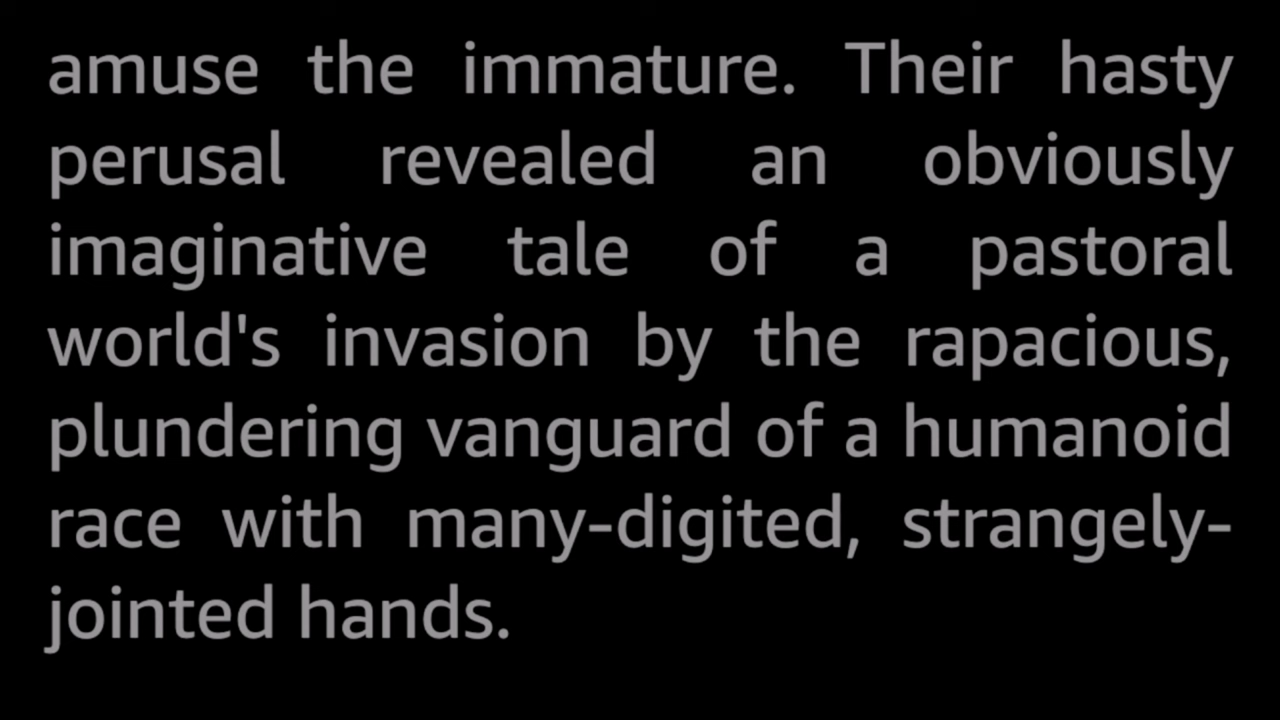 amuse the immature. Their hasty
perusal revealed an obviously
imaginative tale of a pastoral
world's invasion by the rapacious,
plundering vanguard of a humanoid
race with many-digited, strangely-
jointed hands.